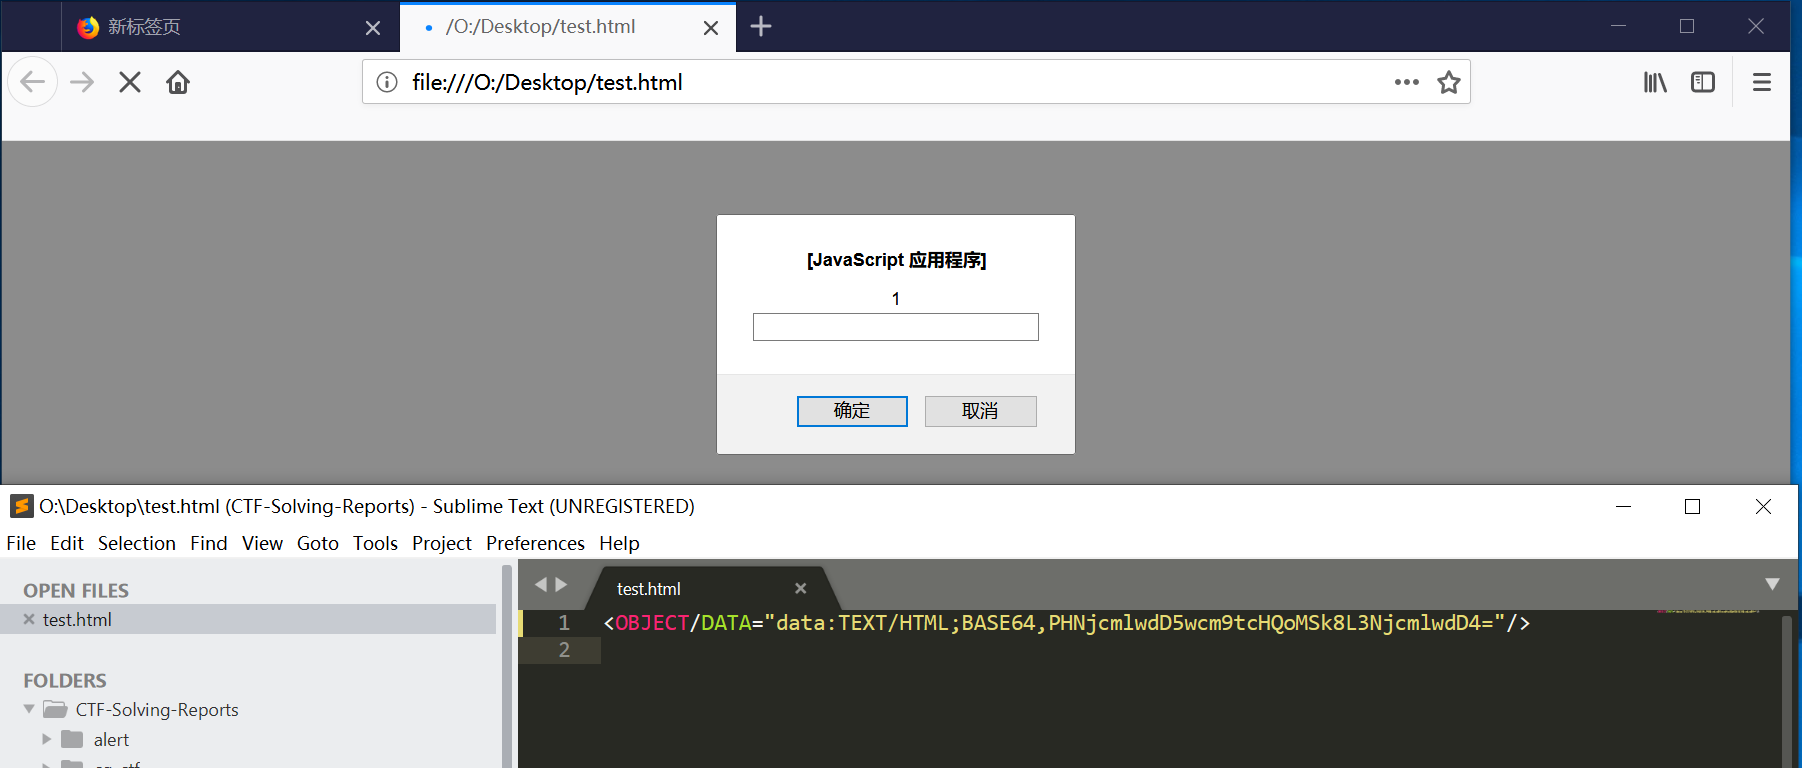 新标签页
/O:/Desktop/test.html
file:///O:/Desktop/test.html
[JavaScript 应用程序]
1
确定 取消
O:\Desktop\test.html (CTF-Solving-Reports) - Sublime Text (UNREGISTERED)
File Edit Selection Find View Goto Tools Project Preferences Help
OPEN FILES
test.html
FOLDERS
CTF-Solving-Reports
alert
test.html
1 <OBJECT/DATA="data:TEXT/HTML;BASE64,PHNjcmlwdD5wcm9tcHQoMSk8L3NjcmlwdD4="/>
2